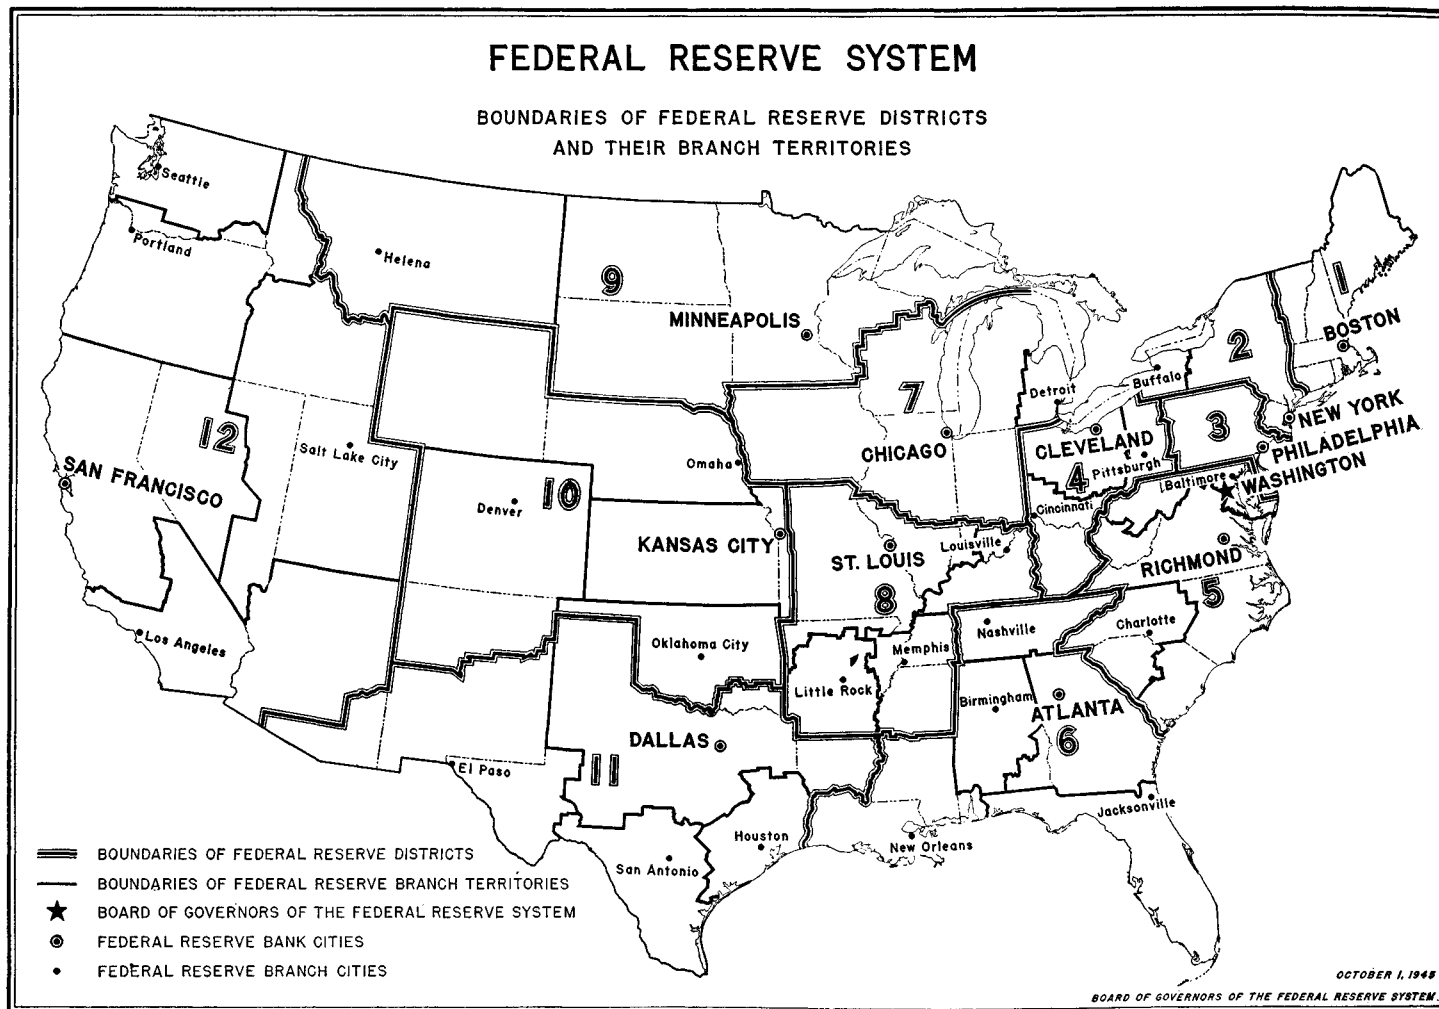 FEDERAL RESERVE SYSTEM
BOUNDARIES OF FEDERAL RESERVE DISTRICTS
AND THEIR BRANCH TERRITORIES
Seattle
Portland
Helena
9
MINNEAPOLIS
1
BOSTON
2
Buffalo
7
Detroit
NEW YORK
3
PHILADELPHIA
WASHINGTON
CLEVELAND
4
Pittsburgh
Baltimore
CHICAGO
12
Salt Lake City
SAN FRANCISCO
Omaha
10
Denver
Cincinnati
KANSAS CITY
ST. LOUIS
Louisville
RICHMOND
5
8
Los Angeles
Oklahoma City
Memphis
Nashville
Charlotte
Little Rock
Birmingham
ATLANTA
6
DALLAS
11
El Paso
Jacksonville
Houston
New Orleans
San Antonio
BOUNDARIES OF FEDERAL RESERVE DISTRICTS
BOUNDARIES OF FEDERAL RESERVE BRANCH TERRITORIES
BOARD OF GOVERNORS OF THE FEDERAL RESERVE SYSTEM
FEDERAL RESERVE BANK CITIES
FEDERAL RESERVE BRANCH CITIES
OCTOBER 1, 1945
BOARD OF GOVERNORS OF THE FEDERAL RESERVE SYSTEM.